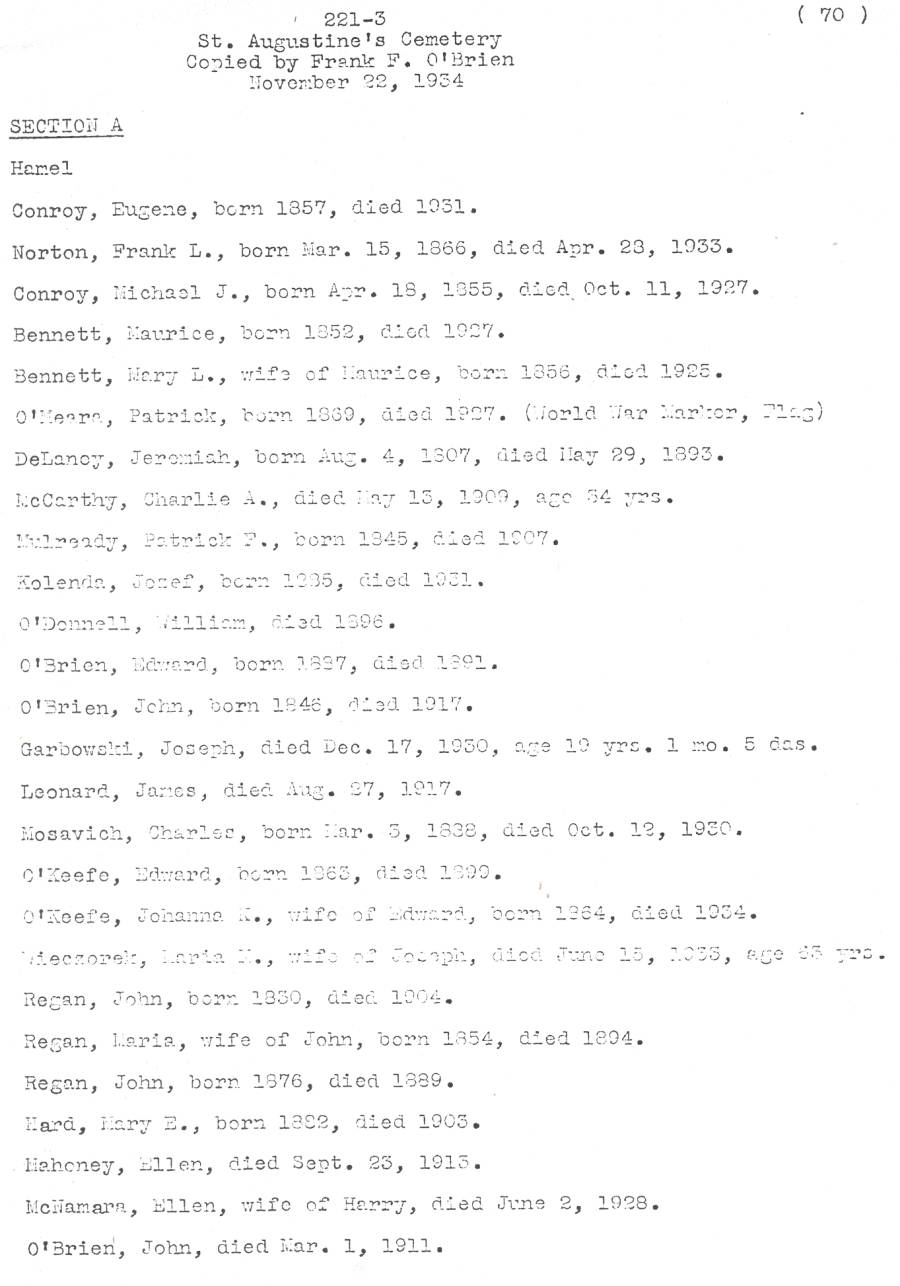 221-3
( 70 )
St. Augustine's Cemetery
Copied by Frank F. O'Brien
November 22, 1934
SECTION A
Hamel
Conroy, Eugene, born 1857, died 1931.
Norton, Frank L., born Mar. 15, 1866, died Apr. 28, 1933.
Conroy, Michael J., born Apr. 18, 1855, died Oct. 11, 1927.
Bennett, Maurice, born 1852, died 1927.
Bennett, Mary L., wife of Maurice, born 1856, died 1925.
O'Meara, Patrick, born 1869, died 1927. (World War Marker, Flag)
DeLancy, Jeremiah, born Aug. 4, 1807, died May 29, 1893.
McCarthy, Charlie A., died May 13, 1909, age 34 yrs.
Mulready, Patrick F., born 1845, died 1907.
Kolenda, Jozef, born 1885, died 1931.
O'Donnell, William, died 1896.
O'Brien, Edward, born 1887, died 1891.
O'Brien, John, born 1846, died 1917.
Garbowski, Joseph, died Dec. 17, 1930, age 19 yrs. 1 mo. 5 das.
Leonard, James, died Aug. 27, 1917.
Mosavich, Charles, born Mar. 3, 1888, died Oct. 12, 1930.
O'Keefe, Edward, born 1863, died 1899.
O'Keefe, Johanna K., wife of Edward, born 1864, died 1934.
Wieczorek, Maria M., wife of Joseph, died June 15, 1933, age 63 yrs.
Regan, John, born 1830, died 1904.
Regan, Maria, wife of John, born 1854, died 1894.
Regan, John, born 1876, died 1889.
Hard, Mary E., born 1882, died 1903.
Mahoney, Ellen, died Sept. 23, 1913.
McNamara, Ellen, wife of Harry, died June 2, 1928.
O'Brien, John, died Mar. 1, 1911.